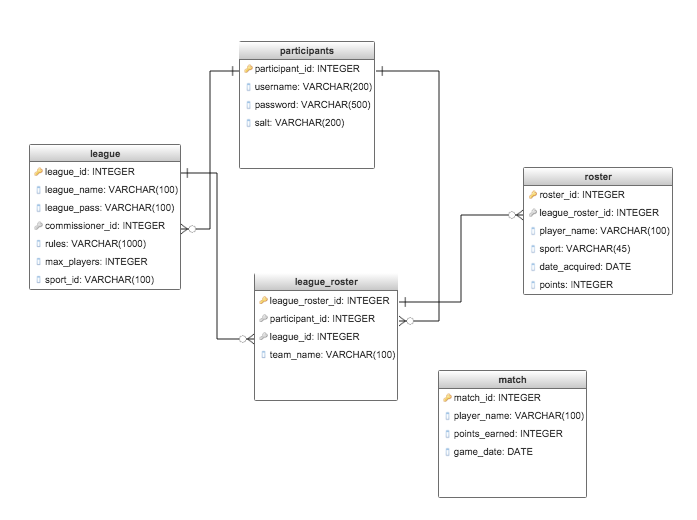 participants
participant_id: INTEGER
username: VARCHAR(200)
password: VARCHAR(500)
salt: VARCHAR(200)
league
league_id: INTEGER
league_name: VARCHAR(100)
league_pass: VARCHAR(100)
commissioner_id: INTEGER
rules: VARCHAR(1000)
max_players: INTEGER
sport_id: VARCHAR(100)
roster
roster_id: INTEGER
league_roster_id: INTEGER
player_name: VARCHAR(100)
sport: VARCHAR(45)
date_acquired: DATE
points: INTEGER
league_roster
league_roster_id: INTEGER
participant_id: INTEGER
league_id: INTEGER
team_name: VARCHAR(100)
match
match_id: INTEGER
player_name: VARCHAR(100)
points_earned: INTEGER
game_date: DATE